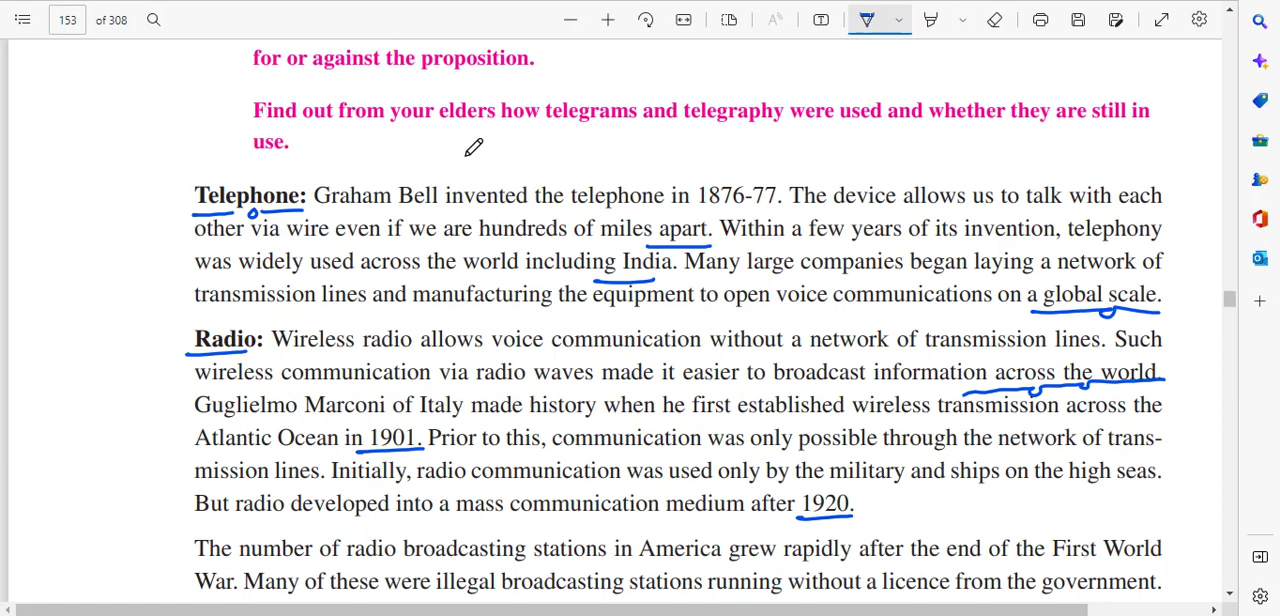 153 of 308
for or against the proposition.
Find out from your elders how telegrams and telegraphy were used and whether they are still in
use.
Telephone: Graham Bell invented the telephone in 1876-77. The device allows us to talk with each
other via wire even if we are hundreds of miles apart. Within a few years of its invention, telephony
was widely used across the world including India. Many large companies began laying a network of
transmission lines and manufacturing the equipment to open voice communications on a global scale.
Radio: Wireless radio allows voice communication without a network of transmission lines. Such
wireless communication via radio waves made it easier to broadcast information across the world.
Guglielmo Marconi of Italy made history when he first established wireless transmission across the
Atlantic Ocean in 1901. Prior to this, communication was only possible through the network of trans-
mission lines. Initially, radio communication was used only by the military and ships on the high seas.
But radio developed into a mass communication medium after 1920.
The number of radio broadcasting stations in America grew rapidly after the end of the First World
War. Many of these were illegal broadcasting stations running without a licence from the government.